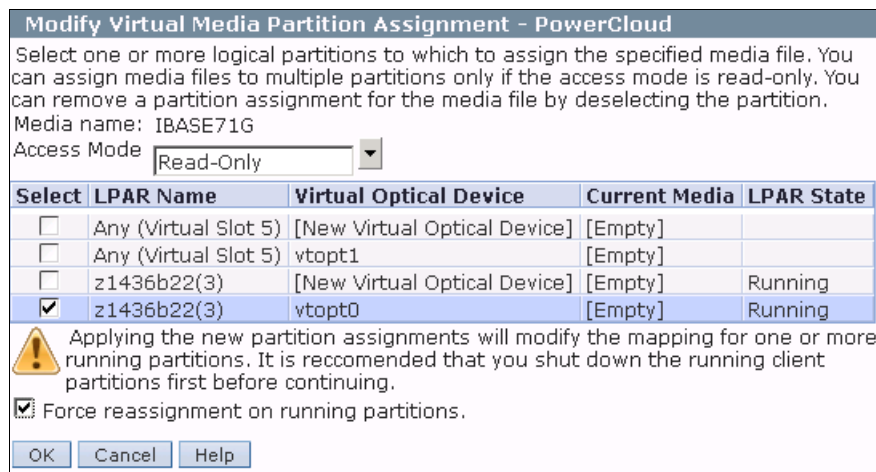 Modify Virtual Media Partition Assignment - PowerCloud
Select one or more logical partitions to which to assign the specified media file. You
can assign media files to multiple partitions only if the access mode is read-only. You
can remove a partition assignment for the media file by deselecting the partition.
Media name: IBASE71G
Access Mode Read-Only
Select LPAR Name Virtual Optical Device Current Media LPAR State
Any (Virtual Slot 5) [New Virtual Optical Device] [Empty]
Any (Virtual Slot 5) vtopt1 [Empty]
z1436b22(3) [New Virtual Optical Device] [Empty] Running
z1436b22(3) vtopt0 [Empty] Running
Applying the new partition assignments will modify the mapping for one or more
running partitions. It is reccomended that you shut down the running client
partitions first before continuing.
Force reassignment on running partitions.
OK Cancel Help